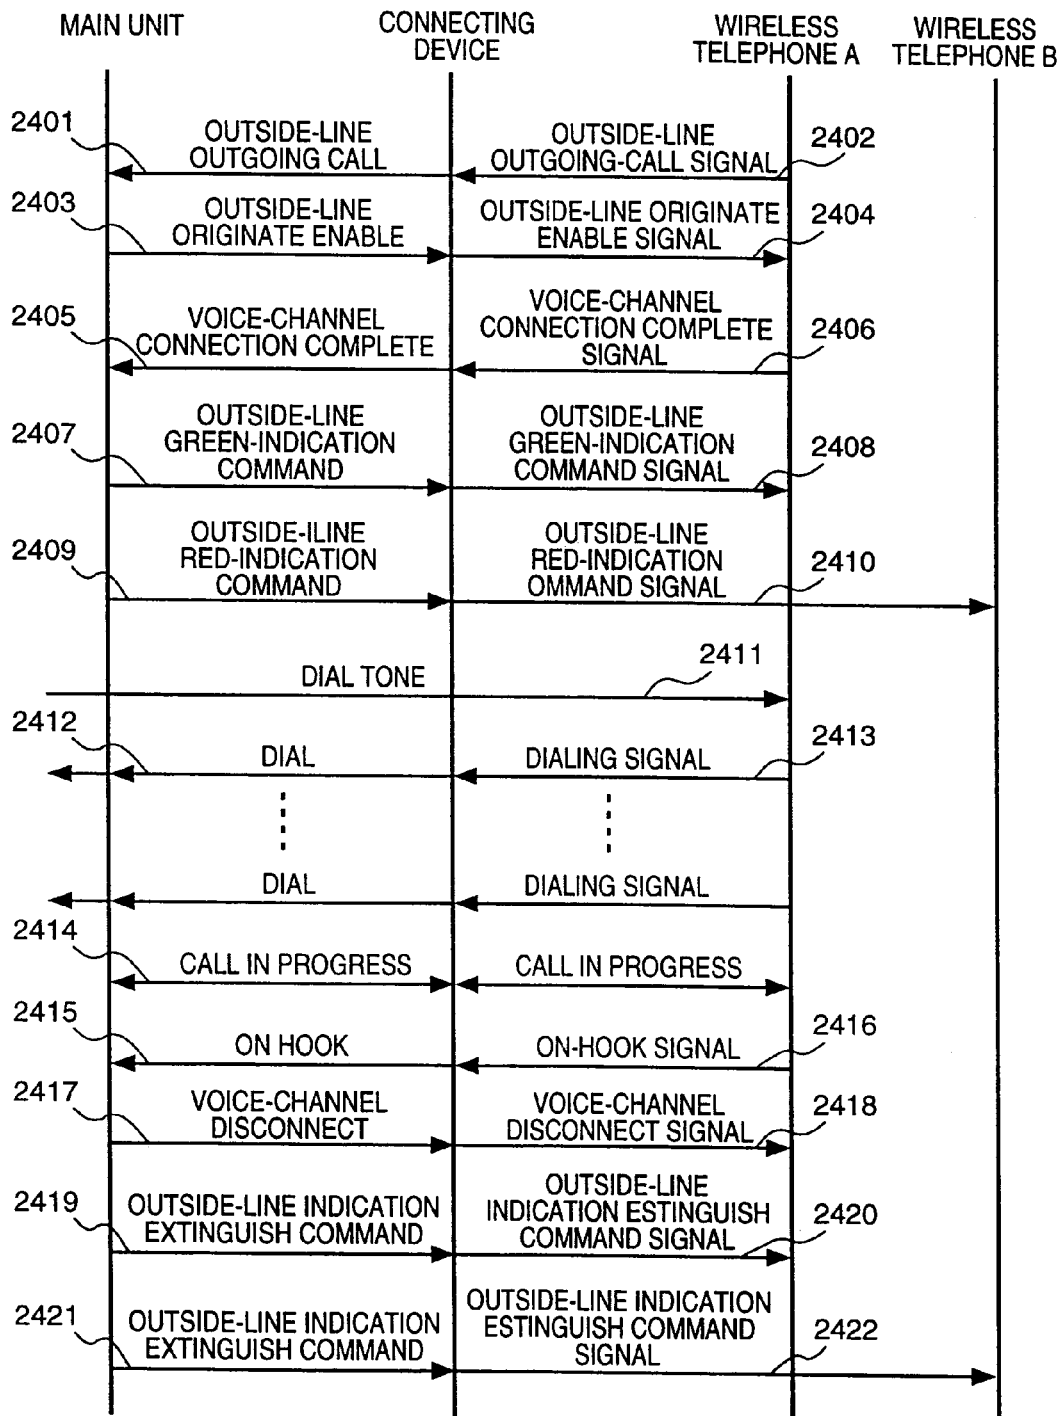 MAIN UNIT
CONNECTING
DEVICE
WIRELESS
TELEPHONE A
WIRELESS
TELEPHONE B
2401
OUTSIDE-LINE
OUTGOING CALL
OUTSIDE-LINE
OUTGOING-CALL SIGNAL
2402
2403
OUTSIDE-LINE
ORIGINATE ENABLE
OUTSIDE-LINE ORIGINATE
ENABLE SIGNAL
2404
2405
VOICE-CHANNEL
CONNECTION COMPLETE
VOICE-CHANNEL
CONNECTION COMPLETE
SIGNAL
2406
2407
OUTSIDE-LINE
GREEN-INDICATION
COMMAND
OUTSIDE-LINE
GREEN-INDICATION
COMMAND SIGNAL
2408
2409
OUTSIDE-ILINE
RED-INDICATION
COMMAND
OUTSIDE-LINE
RED-INDICATION
OMMAND SIGNAL
2410
DIAL TONE
2411
2412
DIAL
DIALING SIGNAL
2413
DIAL
DIALING SIGNAL
2414
CALL IN PROGRESS
CALL IN PROGRESS
2415
ON HOOK
ON-HOOK SIGNAL
2416
2417
VOICE-CHANNEL
DISCONNECT
VOICE-CHANNEL
DISCONNECT SIGNAL
2418
2419
OUTSIDE-LINE INDICATION
EXTINGUISH COMMAND
OUTSIDE-LINE
INDICATION ESTINGUISH
COMMAND SIGNAL
2420
2421
OUTSIDE-LINE INDICATION
EXTINGUISH COMMAND
OUTSIDE-LINE INDICATION
ESTINGUISH COMMAND
SIGNAL
2422